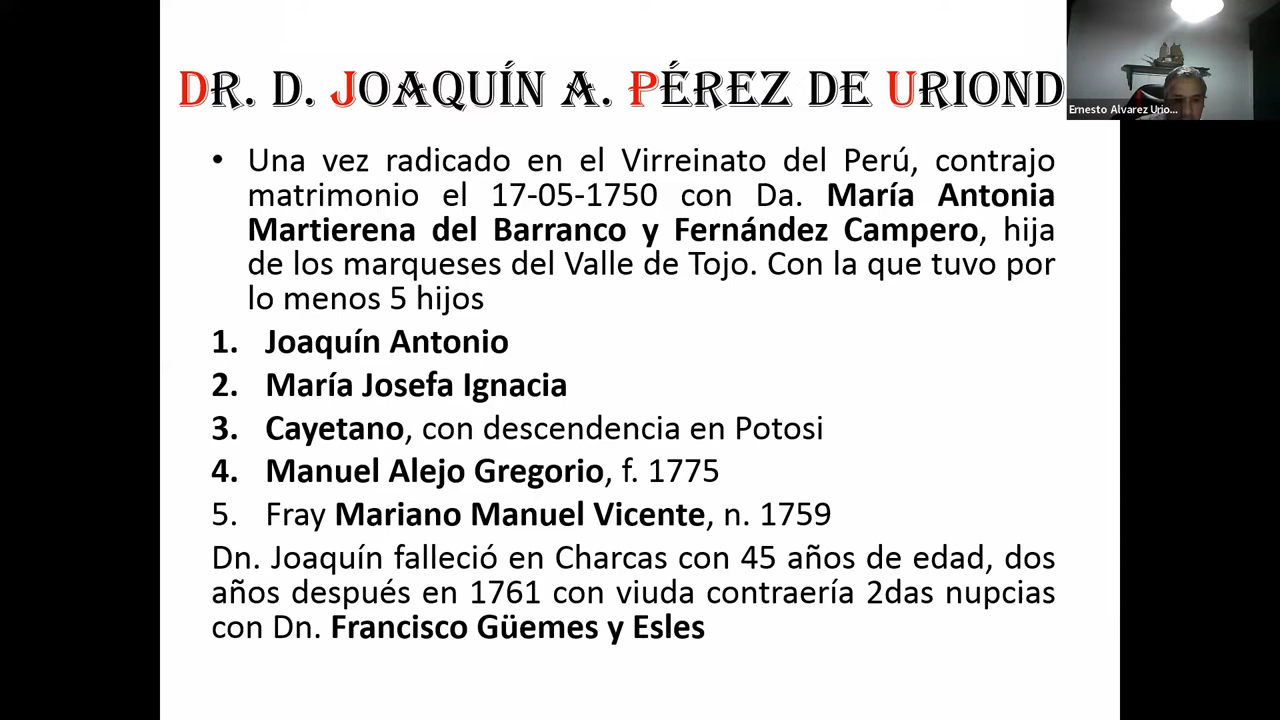 DR. D. JOAQUÍN A. PÉREZ DE URIOND
Ernesto Alvarez Urio...
• Una vez radicado en el Virreinato del Perú, contrajo
matrimonio el 17-05-1750 con Da. María Antonia
Martierena del Barranco y Fernández Campero, hija
de los marqueses del Valle de Tojo. Con la que tuvo por
lo menos 5 hijos
1. Joaquín Antonio
2. María Josefa Ignacia
3. Cayetano, con descendencia en Potosi
4. Manuel Alejo Gregorio, f. 1775
5. Fray Mariano Manuel Vicente, n. 1759
Dn. Joaquín falleció en Charcas con 45 años de edad, dos
años después en 1761 con viuda contraería 2das nupcias
con Dn. Francisco Güemes y Esles